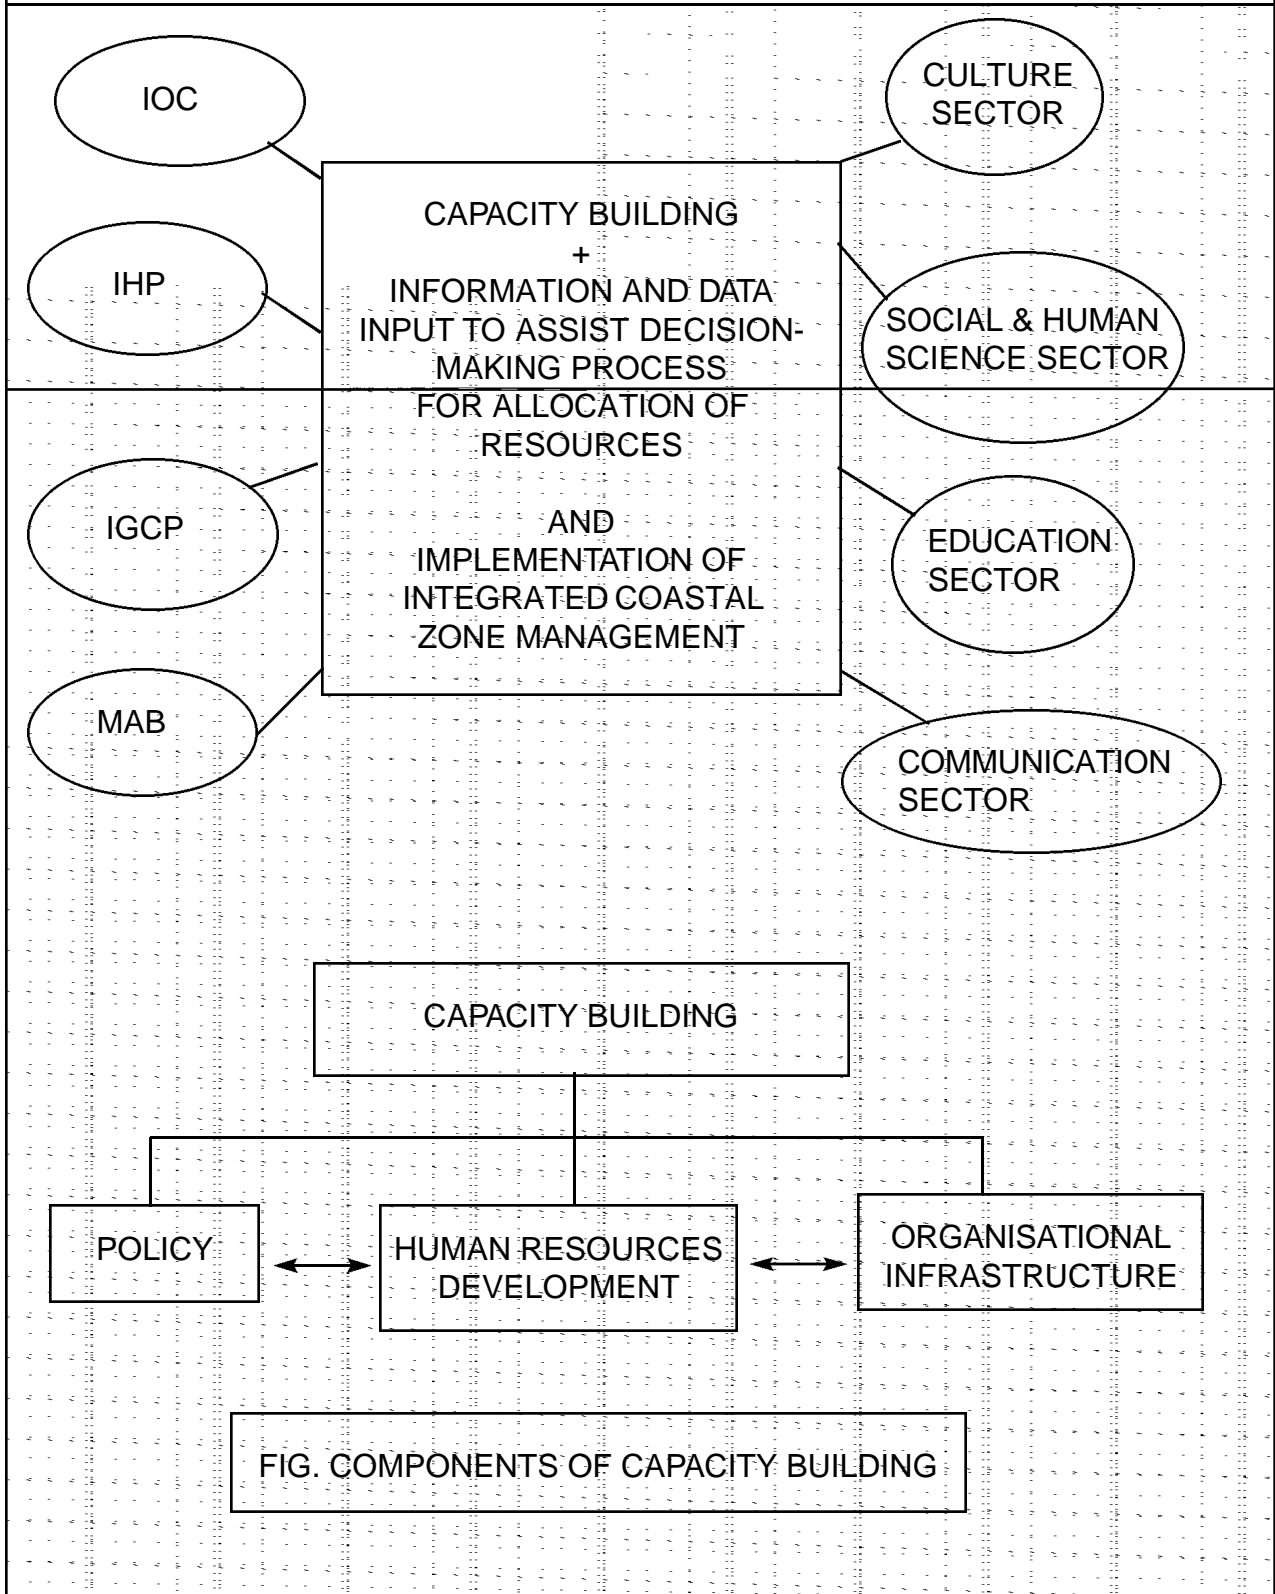 IOC
IHP
IGCP
MAB
CAPACITY BUILDING
+
INFORMATION AND DATA
INPUT TO ASSIST DECISION-
MAKING PROCESS
FOR ALLOCATION OF
RESOURCES
AND
IMPLEMENTATION OF
INTEGRATED COASTAL
ZONE MANAGEMENT
CULTURE
SECTOR
SOCIAL & HUMAN
SCIENCE SECTOR
EDUCATION
SECTOR
COMMUNICATION
SECTOR
CAPACITY BUILDING
POLICY
HUMAN RESOURCES
DEVELOPMENT
ORGANISATIONAL
INFRASTRUCTURE
FIG. COMPONENTS OF CAPACITY BUILDING